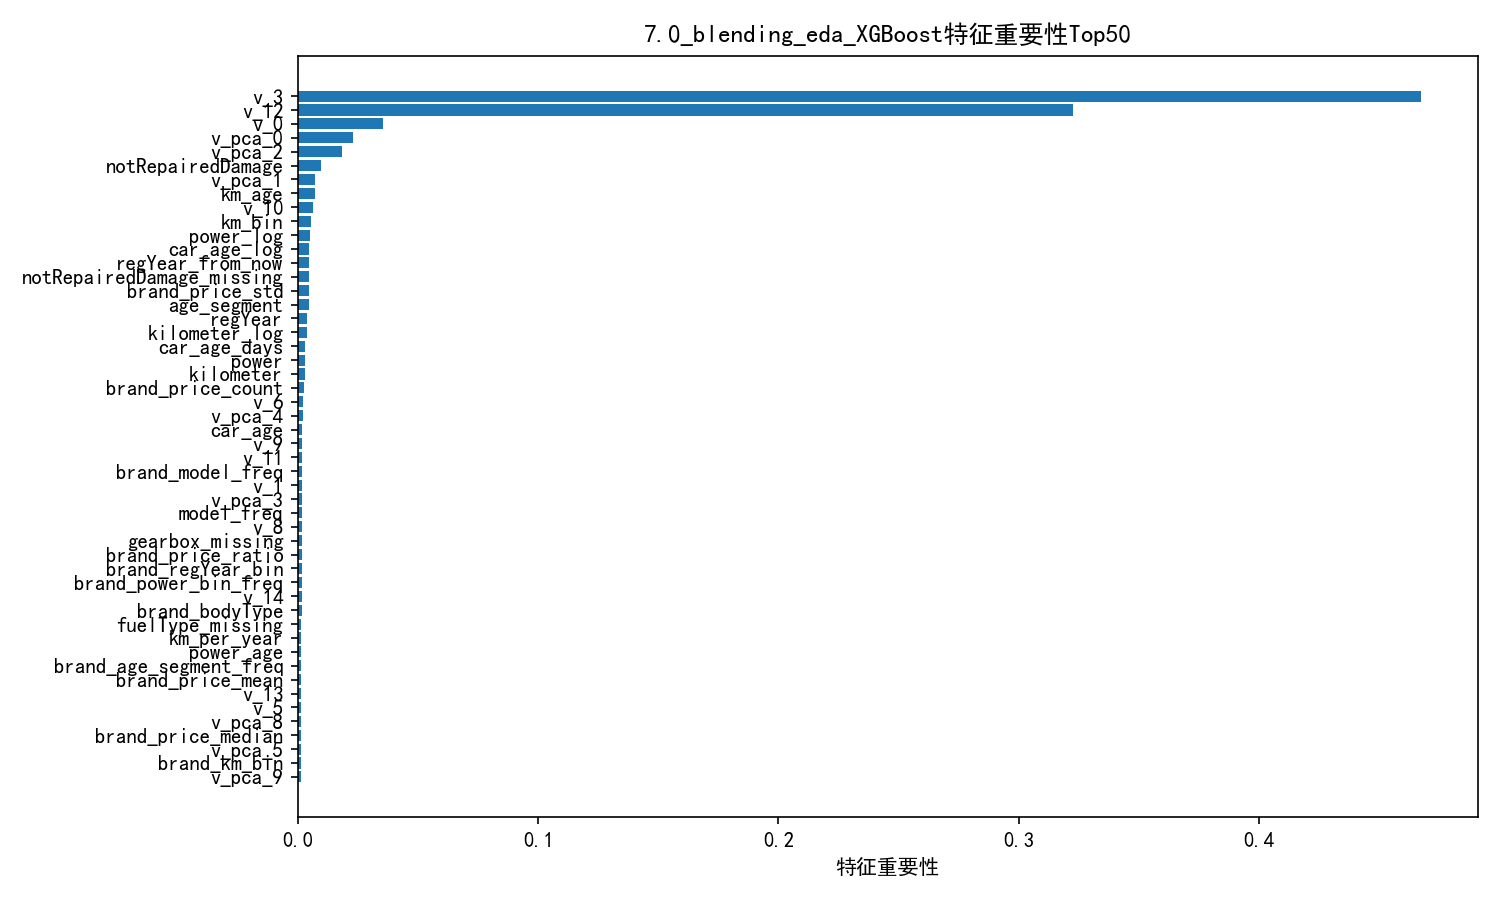 7.0_blending_eda_XGBoost特征重要性Top50
v_3
v_12
v_0
v_pca_0
v_pca_2
notRepairedDamage
v_pca_1
km_age
v_10
km_bin
power_log
car_age_log
regYear_from_now
notRepairedDamage_missing
brand_price_std
age_segment
regYear
kilometer_log
car_age_days
power
kilometer
brand_price_count
v_6
v_pca_4
car_age
v_9
v_11
brand_model_freq
v_1
v_pca_3
model_freq
v_8
gearbox_missing
brand_price_ratio
brand_regYear_bin
brand_power_bin_freq
v_14
brand_bodyType
fuelType_missing
km_per_year
power_age
brand_age_segment_freq
brand_price_mean
v_13
v_5
v_pca_8
brand_price_median
v_pca_5
brand_km_bin
v_pca_9
0.0 0.1 0.2 0.3 0.4
特征重要性